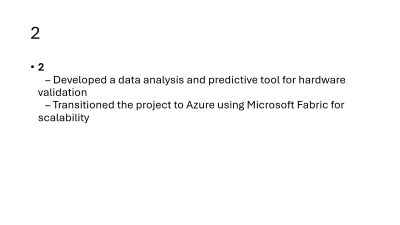 2
• 2
– Developed a data analysis and predictive tool for hardware
validation
– Transitioned the project to Azure using Microsoft Fabric for
scalability